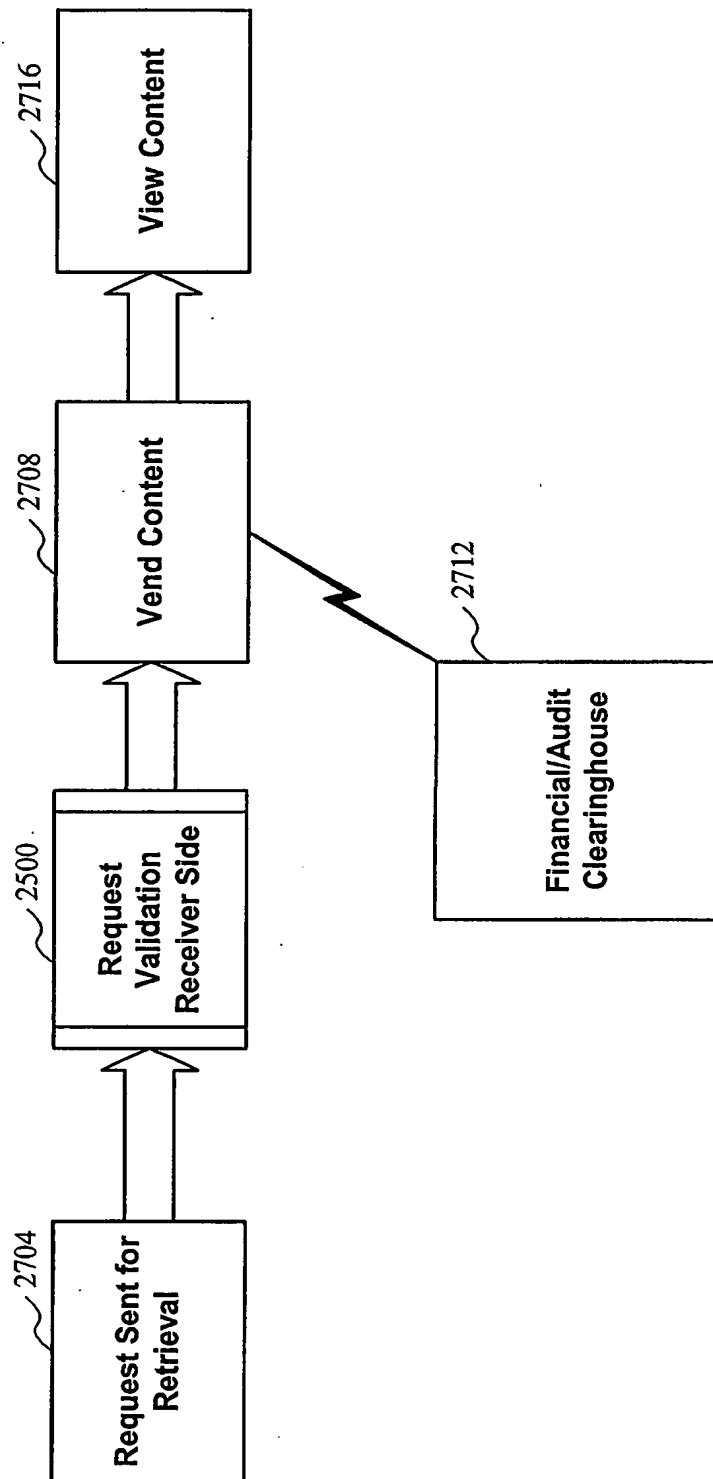 2704
Request Sent for
Retrieval
2500
Request
Validation
Receiver Side
2708
Vend Content
2716
View Content
2712
Financial/Audit
Clearinghouse